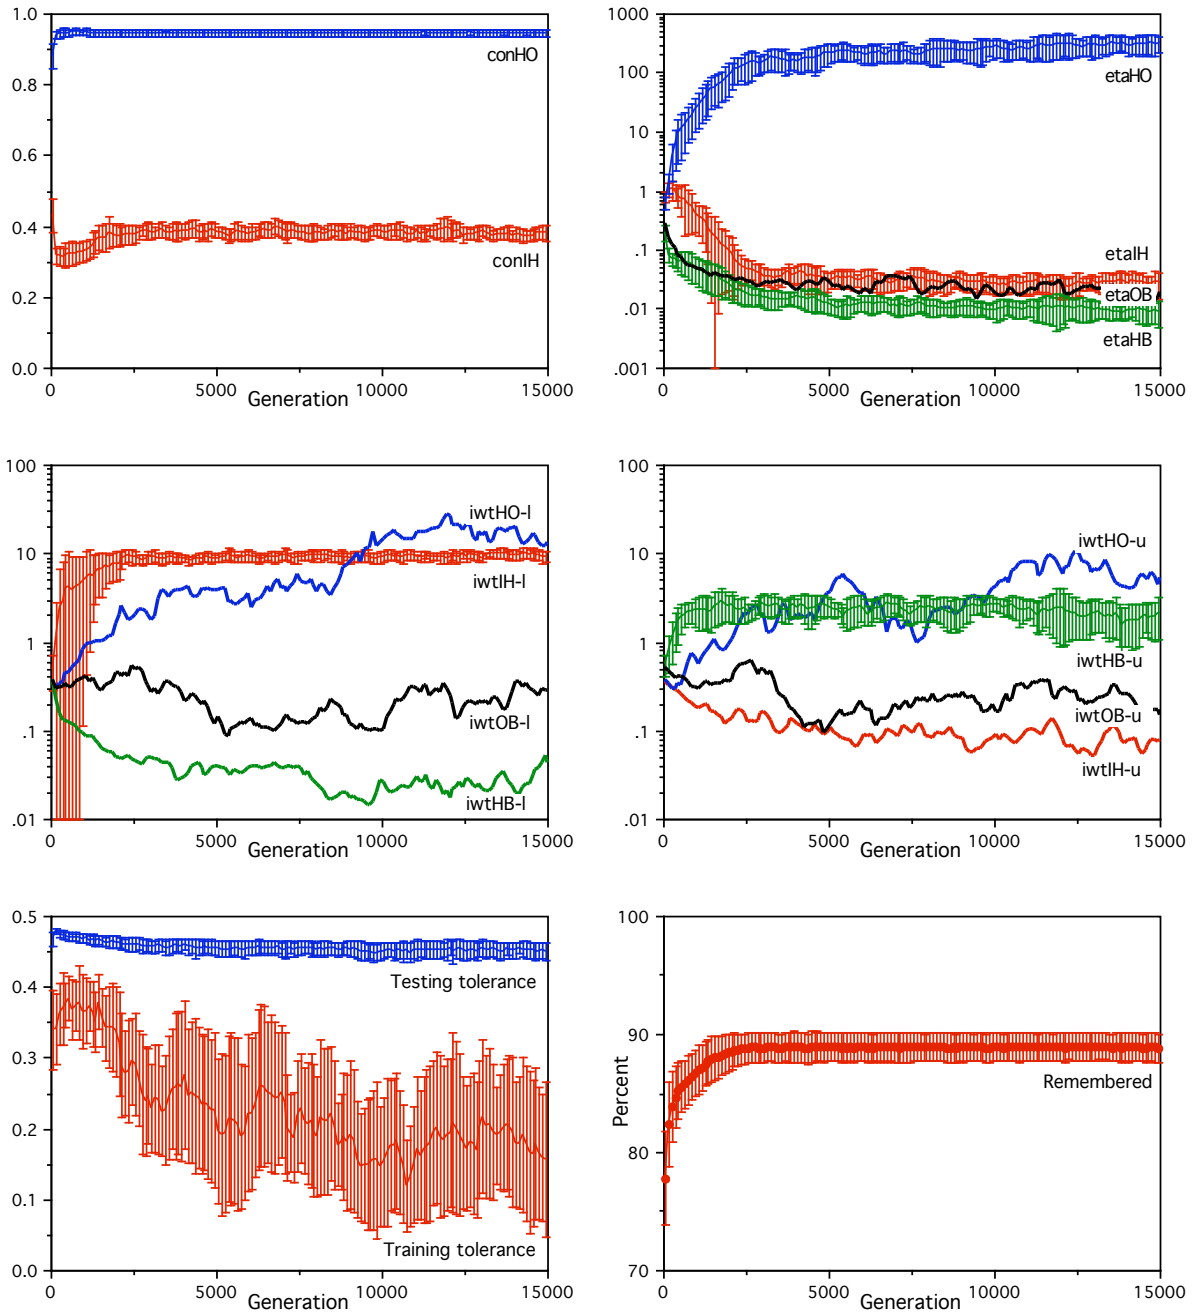 1.0
0.8
0.6
0.4
0.2
0.0
conHO
conIH
0
5000
10000
15000
Generation
1000
100
10
1
.1
.01
.001
etaHO
etaIH
etaOB
etaHB
0
5000
10000
15000
Generation
100
10
1
.1
.01
iwtHO-l
iwtIH-l
iwtOB-l
iwtHB-l
0
5000
10000
15000
Generation
100
10
1
.1
.01
iwtHO-u
iwtHB-u
iwtOB-u
iwtIH-u
0
5000
10000
15000
Generation
0.5
0.4
0.3
0.2
0.1
0.0
Testing tolerance
Training tolerance
0
5000
10000
15000
Generation
100
90
80
70
Percent
Remembered
0
5000
10000
15000
Generation